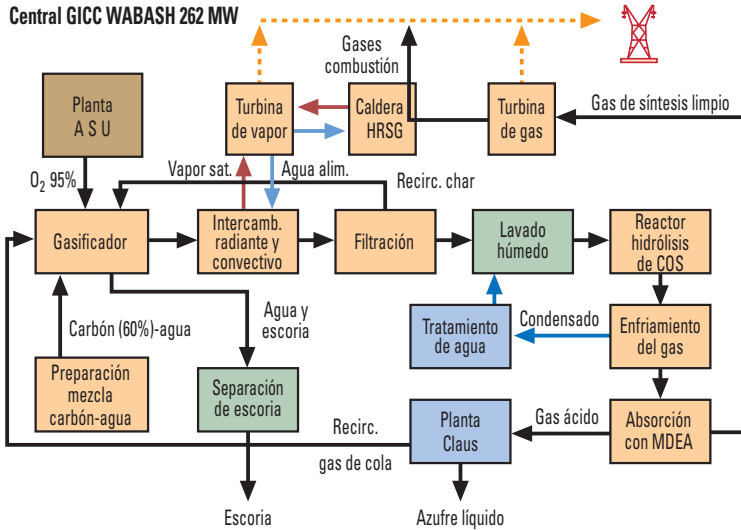 Central GICC WABASH 262 MW
Gases
combustión
Planta
A S U
Turbina
de vapor
Caldera
HRSG
Turbina
de gas
Gas de síntesis limpio
O₂ 95%
Vapor sat.
Agua alim.
Recirc. char
Gasificador
Intercamb.
radiante y
convectivo
Filtración
Lavado
húmedo
Reactor
hidrólisis
de COS
Carbón (60%)-agua
Agua y
escoria
Tratamiento
de agua
Condensado
Enfriamiento
del gas
Preparación
mezcla
carbón-agua
Separación
de escoria
Recirc.
gas de cola
Planta
Claus
Gas ácido
Absorción
con MDEA
Escoria
Azufre líquido